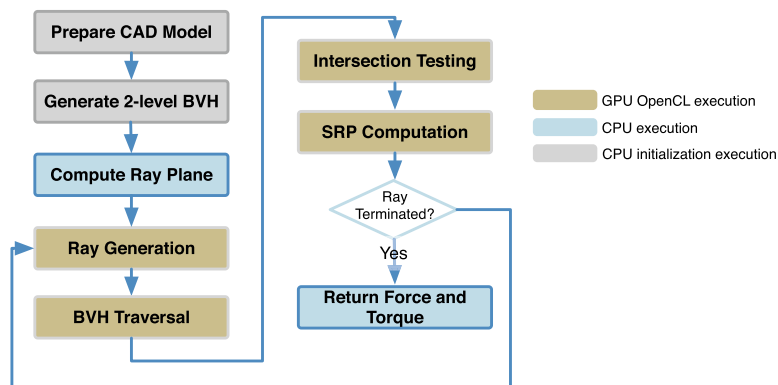 Prepare CAD Model
Generate 2-level BVH
Compute Ray Plane
Ray Generation
BVH Traversal
Intersection Testing
SRP Computation
Ray
Terminated?
Yes
Return Force and
Torque
GPU OpenCL execution
CPU execution
CPU initialization execution